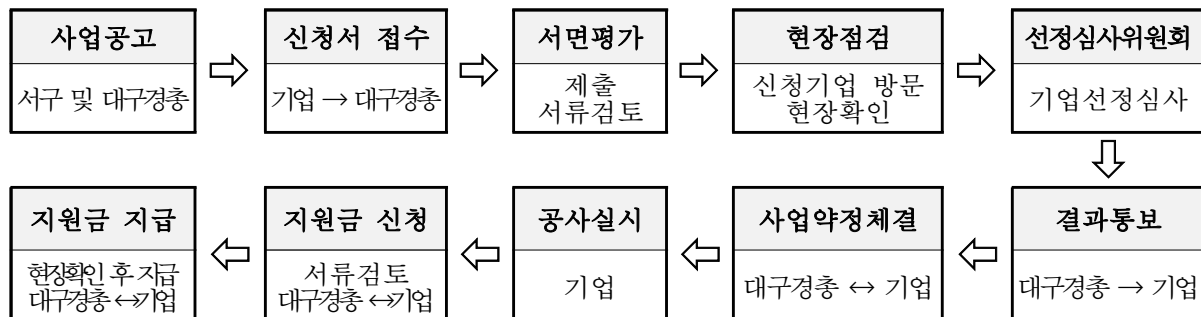 사업공고
서구 및 대구경총
신청서 접수
기업 → 대구경총
서면평가
제출
서류검토
현장점검
신청기업 방문
현장확인
선정심사위원회
기업선정심사
결과통보
대구경총 → 기업
사업약정체결
대구경총 ↔ 기업
공사실시
기업
지원금 신청
서류검토
대구경총 ↔기업
지원금 지급
현장확인 후 지급
대구경총 ↔기업